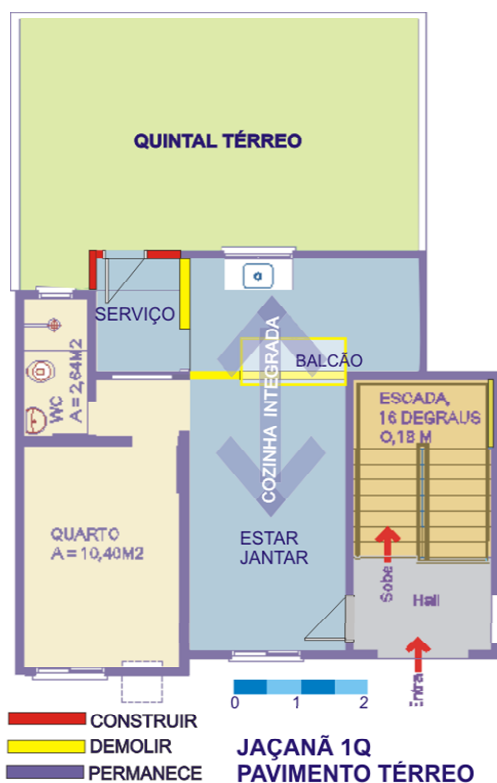 QUINTAL TÉRREO
SERVIÇO
BALCÃO
COZINHA INTEGRADA
WC
A = 2,64M2
ESCADA,
16 DEGRAUS
0,18 M
QUARTO
A = 10,40M2
ESTAR
JANTAR
Sobe
Hall
Entra
0 1 2
CONSTRUIR
DEMOLIR
PERMANECE
JAÇANÃ 1Q
PAVIMENTO TÉRREO